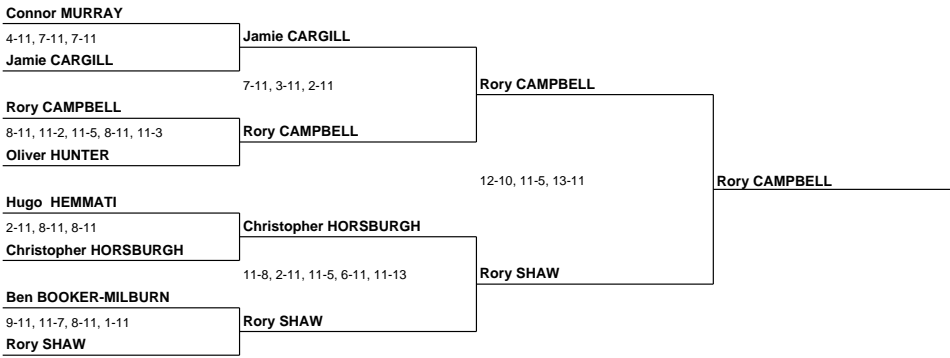 Connor MURRAY
4-11, 7-11, 7-11
Jamie CARGILL
Jamie CARGILL
7-11, 3-11, 2-11
Rory CAMPBELL
Rory CAMPBELL
8-11, 11-2, 11-5, 8-11, 11-3
Rory CAMPBELL
Oliver HUNTER
12-10, 11-5, 13-11
Rory CAMPBELL
Hugo HEMMATI
2-11, 8-11, 8-11
Christopher HORSBURGH
Christopher HORSBURGH
11-8, 2-11, 11-5, 6-11, 11-13
Rory SHAW
Ben BOOKER-MILBURN
9-11, 11-7, 8-11, 1-11
Rory SHAW
Rory SHAW